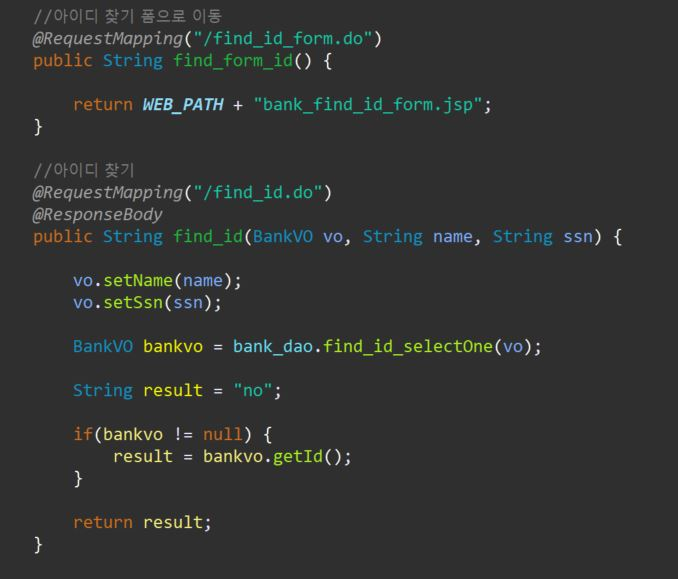 //아이디 찾기 폼으로 이동
@RequestMapping("/find_id_form.do")
public String find_form_id() {
return WEB_PATH + "bank_find_id_form.jsp";
}
//아이디 찾기
@RequestMapping("/find_id.do")
@ResponseBody
public String find_id(BankVO vo, String name, String ssn) {
vo.setName(name);
vo.setSsn(ssn);
BankVO bankvo = bank_dao.find_id_selectOne(vo);
String result = "no";
if(bankvo != null) {
result = bankvo.getId();
}
return result;
}